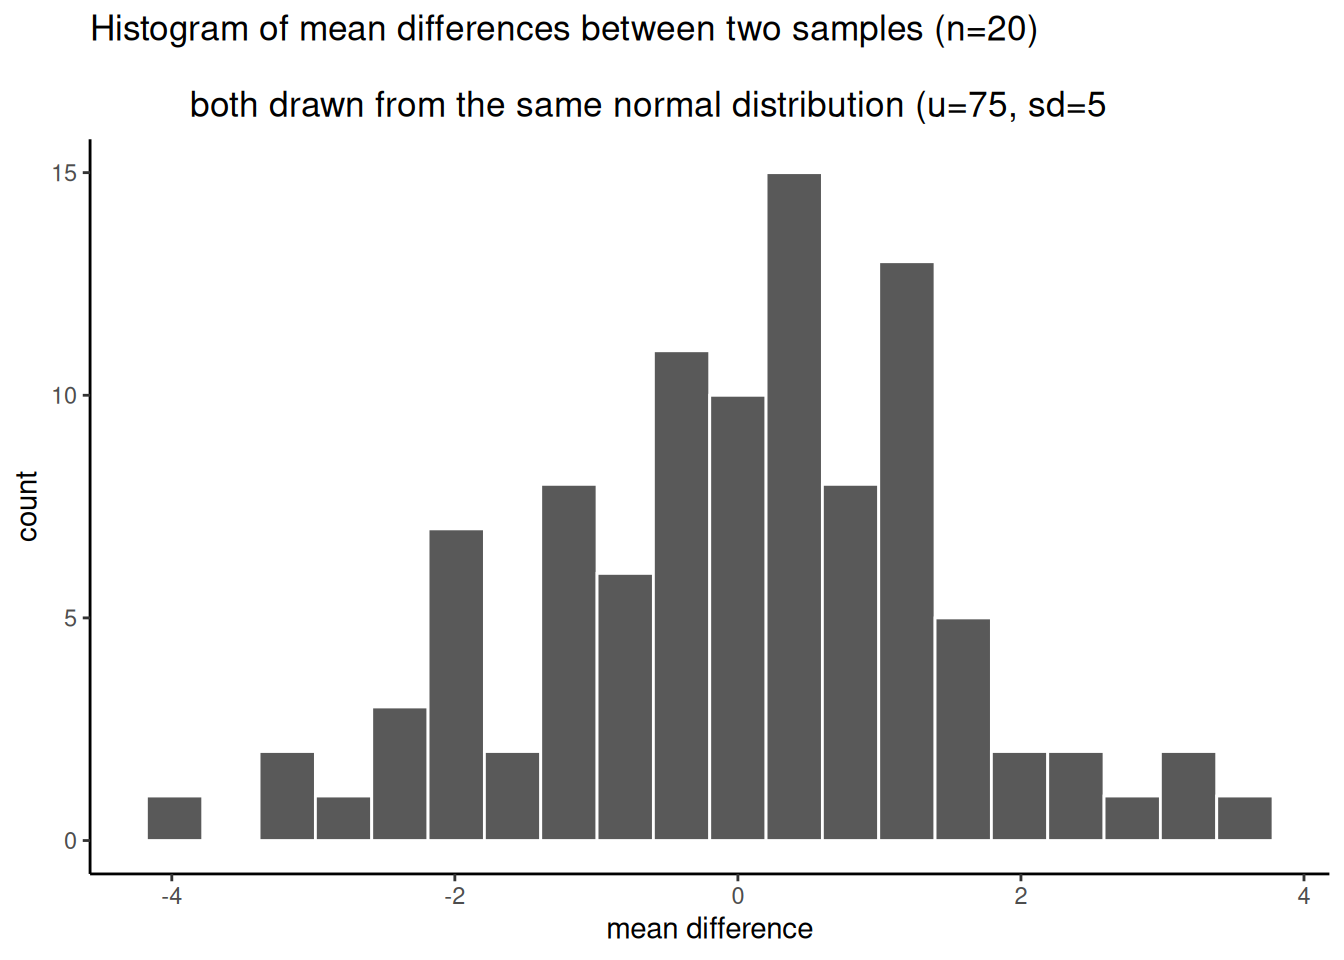 Histogram of mean differences between two samples (n=20)
both drawn from the same normal distribution (u=75, sd=5
15
10
5
0
count
-4
-2
0
2
4
mean difference